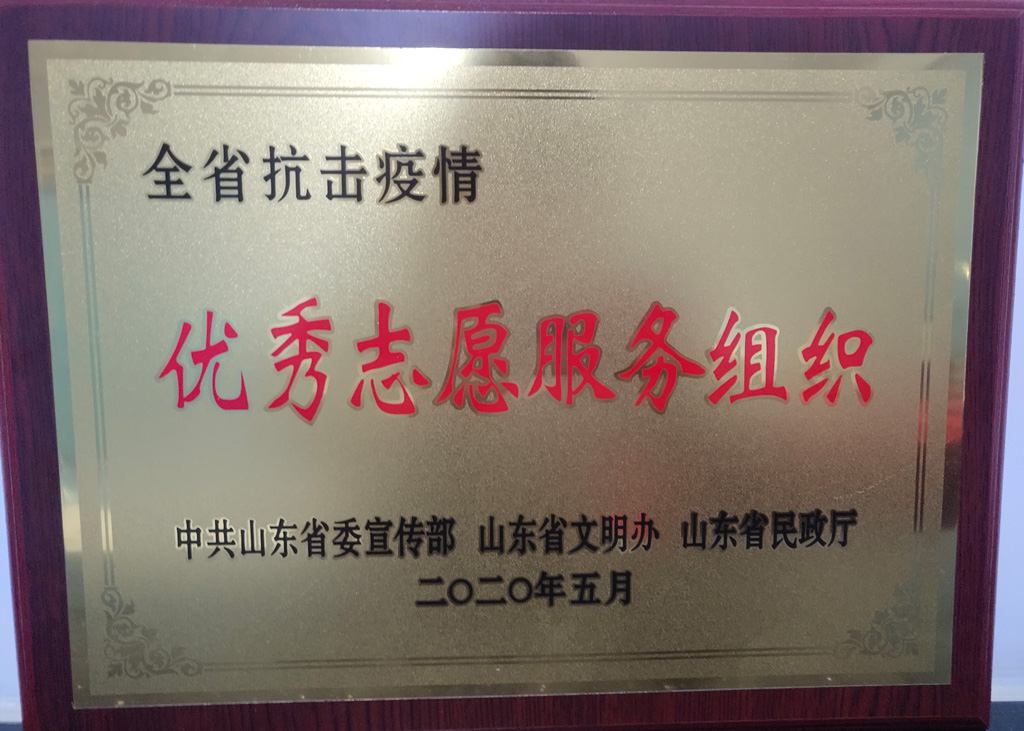 全省抗击疫情
优秀志愿服务组织
中共山东省委宣传部 山东省文明办 山东省民政厅
二〇二〇年五月